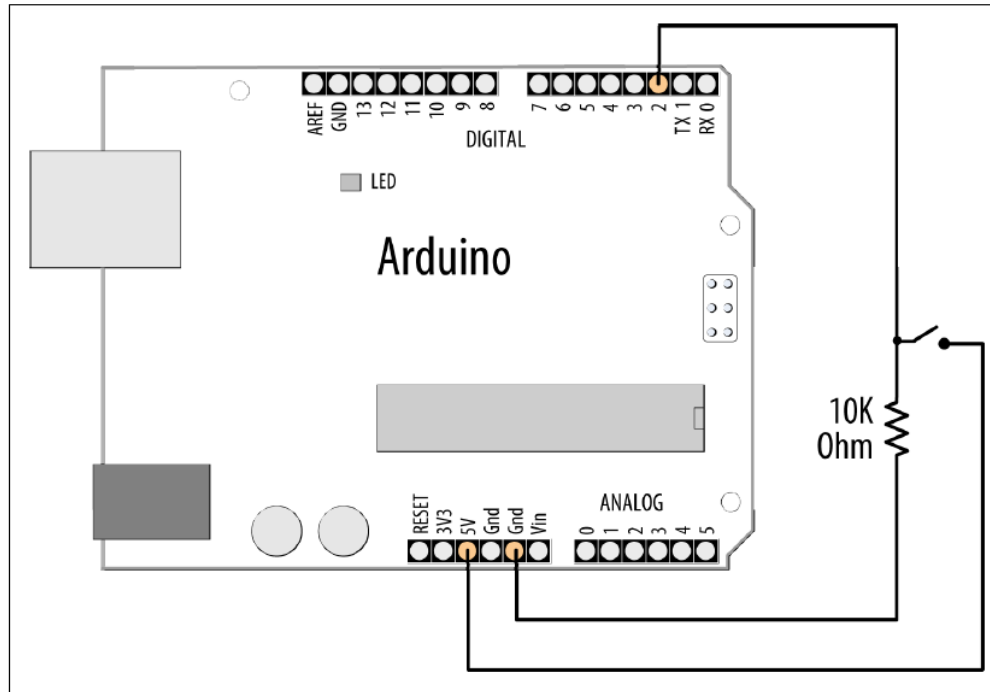 AREF GND 13 12 11 10 9 8 7 6 5 4 3 2 TX 1 RX 0
DIGITAL
LED
Arduino
10K
Ohm
ANALOG
RESET 3V3 5V Gnd Gnd Vin 0 1 2 3 4 5